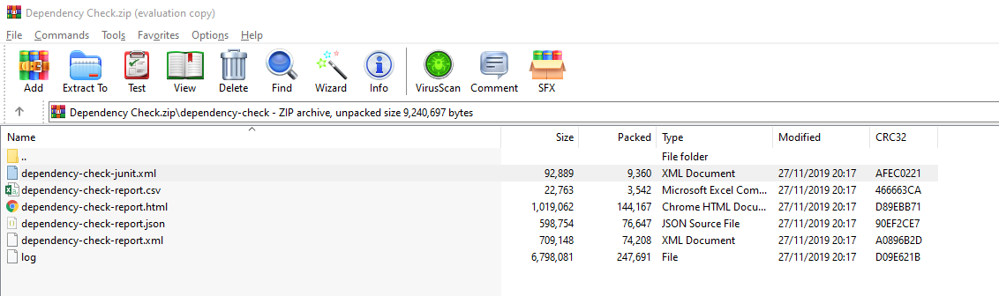 Dependency Check.zip (evaluation copy)
File Commands Tools Favorites Options Help
Add Extract To Test View Delete Find Wizard Info VirusScan Comment SFX
Dependency Check.zip\dependency-check - ZIP archive, unpacked size 9,240,697 bytes
Name Size Packed Type Modified CRC32
.. File folder
dependency-check-junit.xml 92,889 9,360 XML Document 27/11/2019 20:17 AFEC0221
dependency-check-report.csv 22,763 3,542 Microsoft Excel Com... 27/11/2019 20:17 466663CA
dependency-check-report.html 1,019,062 144,167 Chrome HTML Docu... 27/11/2019 20:17 D89EBB71
dependency-check-report.json 598,754 76,647 JSON Source File 27/11/2019 20:17 90EF2CE7
dependency-check-report.xml 709,148 74,208 XML Document 27/11/2019 20:17 A0896B2D
log 6,798,081 247,691 File 27/11/2019 20:17 D09E621B